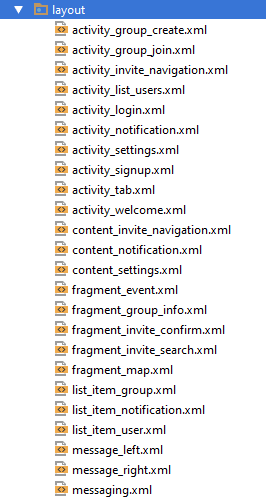 layout
activity_group_create.xml
activity_group_join.xml
activity_invite_navigation.xml
activity_list_users.xml
activity_login.xml
activity_notification.xml
activity_settings.xml
activity_signup.xml
activity_tab.xml
activity_welcome.xml
content_invite_navigation.xml
content_notification.xml
content_settings.xml
fragment_event.xml
fragment_group_info.xml
fragment_invite_confirm.xml
fragment_invite_search.xml
fragment_map.xml
list_item_group.xml
list_item_notification.xml
list_item_user.xml
message_left.xml
message_right.xml
messaging.xml